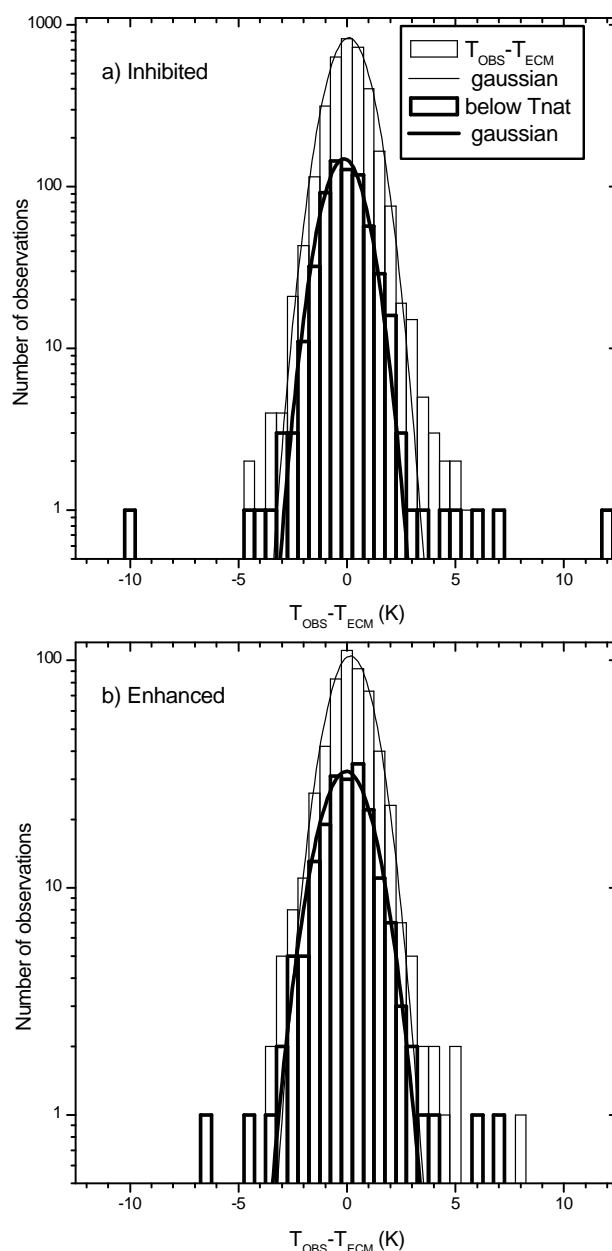 1000
a) Inhibited
T_OBS-T_ECM
gaussian
below Tnat
gaussian
100
10
1
Number of observations
-10 -5 0 5 10
T_OBS-T_ECM (K)
100
b) Enhanced
10
1
Number of observations
-10 -5 0 5 10
T_OBS-T_ECM (K)